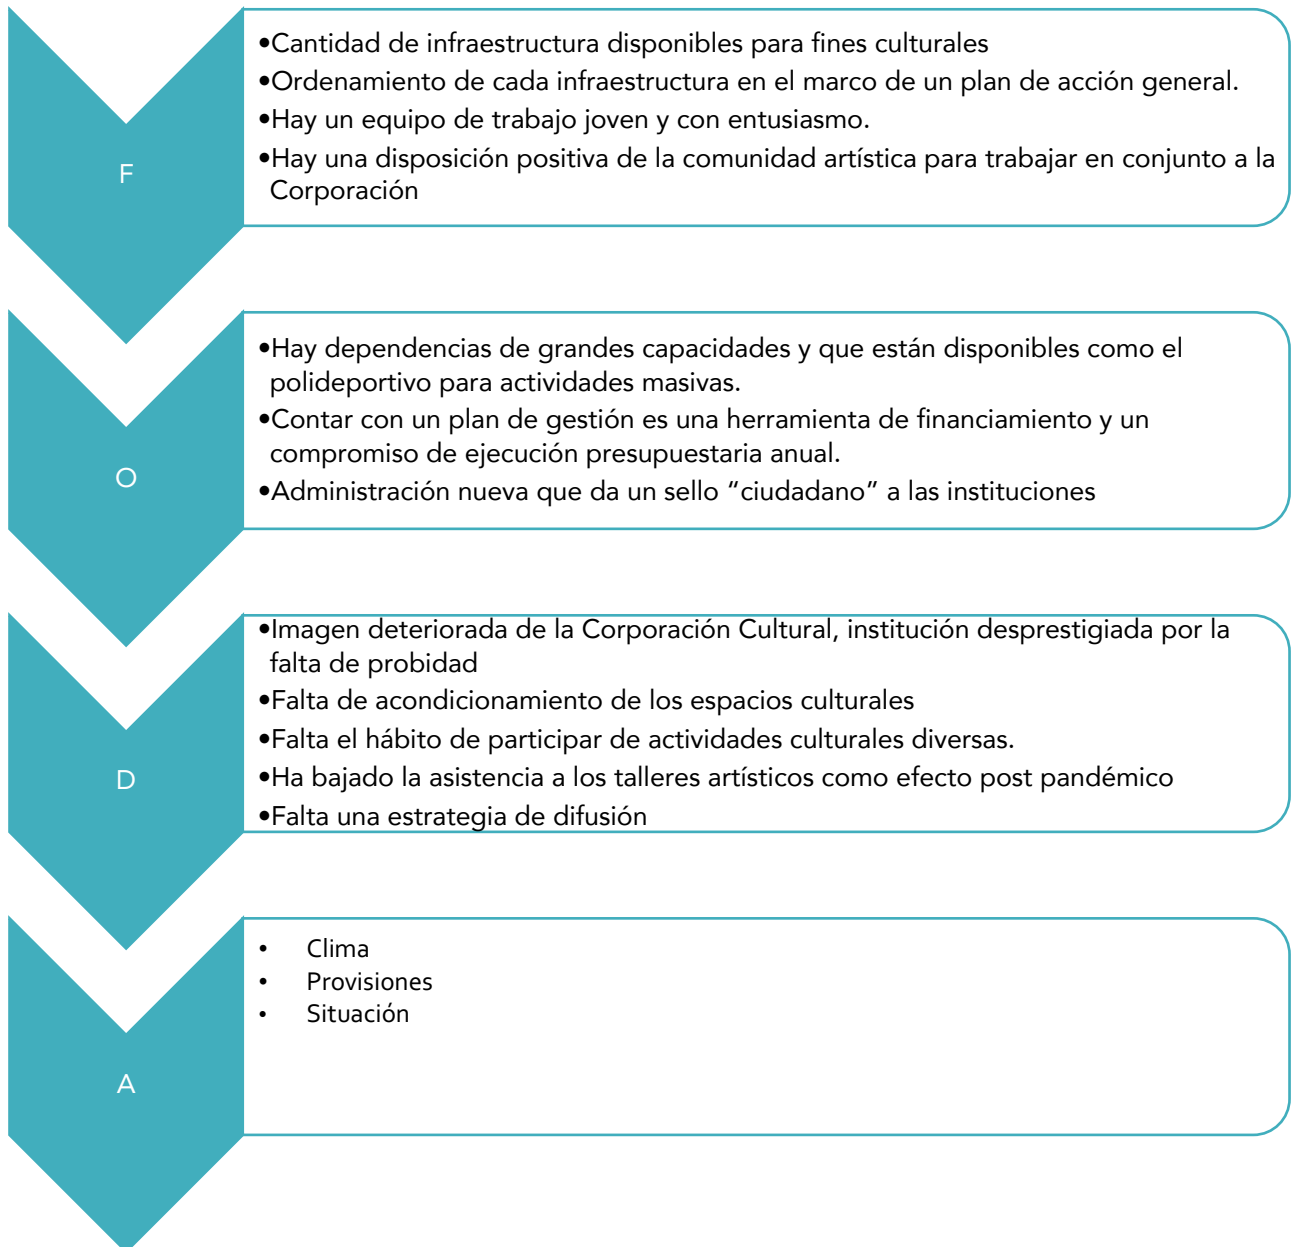 F
•Cantidad de infraestructura disponibles para fines culturales
•Ordenamiento de cada infraestructura en el marco de un plan de acción general.
•Hay un equipo de trabajo joven y con entusiasmo.
•Hay una disposición positiva de la comunidad artística para trabajar en conjunto a la
Corporación
O
•Hay dependencias de grandes capacidades y que están disponibles como el
polideportivo para actividades masivas.
•Contar con un plan de gestión es una herramienta de financiamiento y un
compromiso de ejecución presupuestaria anual.
•Administración nueva que da un sello “ciudadano” a las instituciones
D
•Imagen deteriorada de la Corporación Cultural, institución desprestigiada por la
falta de probidad
•Falta de acondicionamiento de los espacios culturales
•Falta el hábito de participar de actividades culturales diversas.
•Ha bajado la asistencia a los talleres artísticos como efecto post pandémico
•Falta una estrategia de difusión
A
• Clima
• Provisiones
• Situación